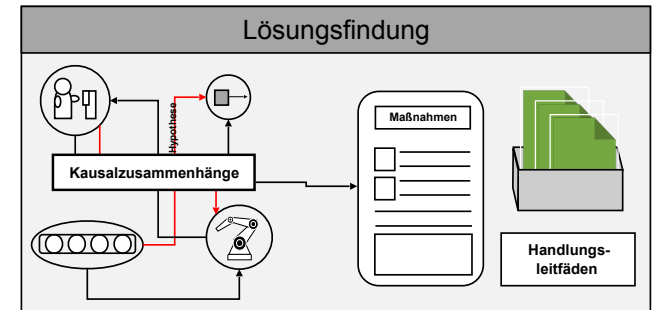 Lösungsfindung
Hypothese
Kausalzusammenhänge
Maßnahmen
Handlungs-
leitfäden